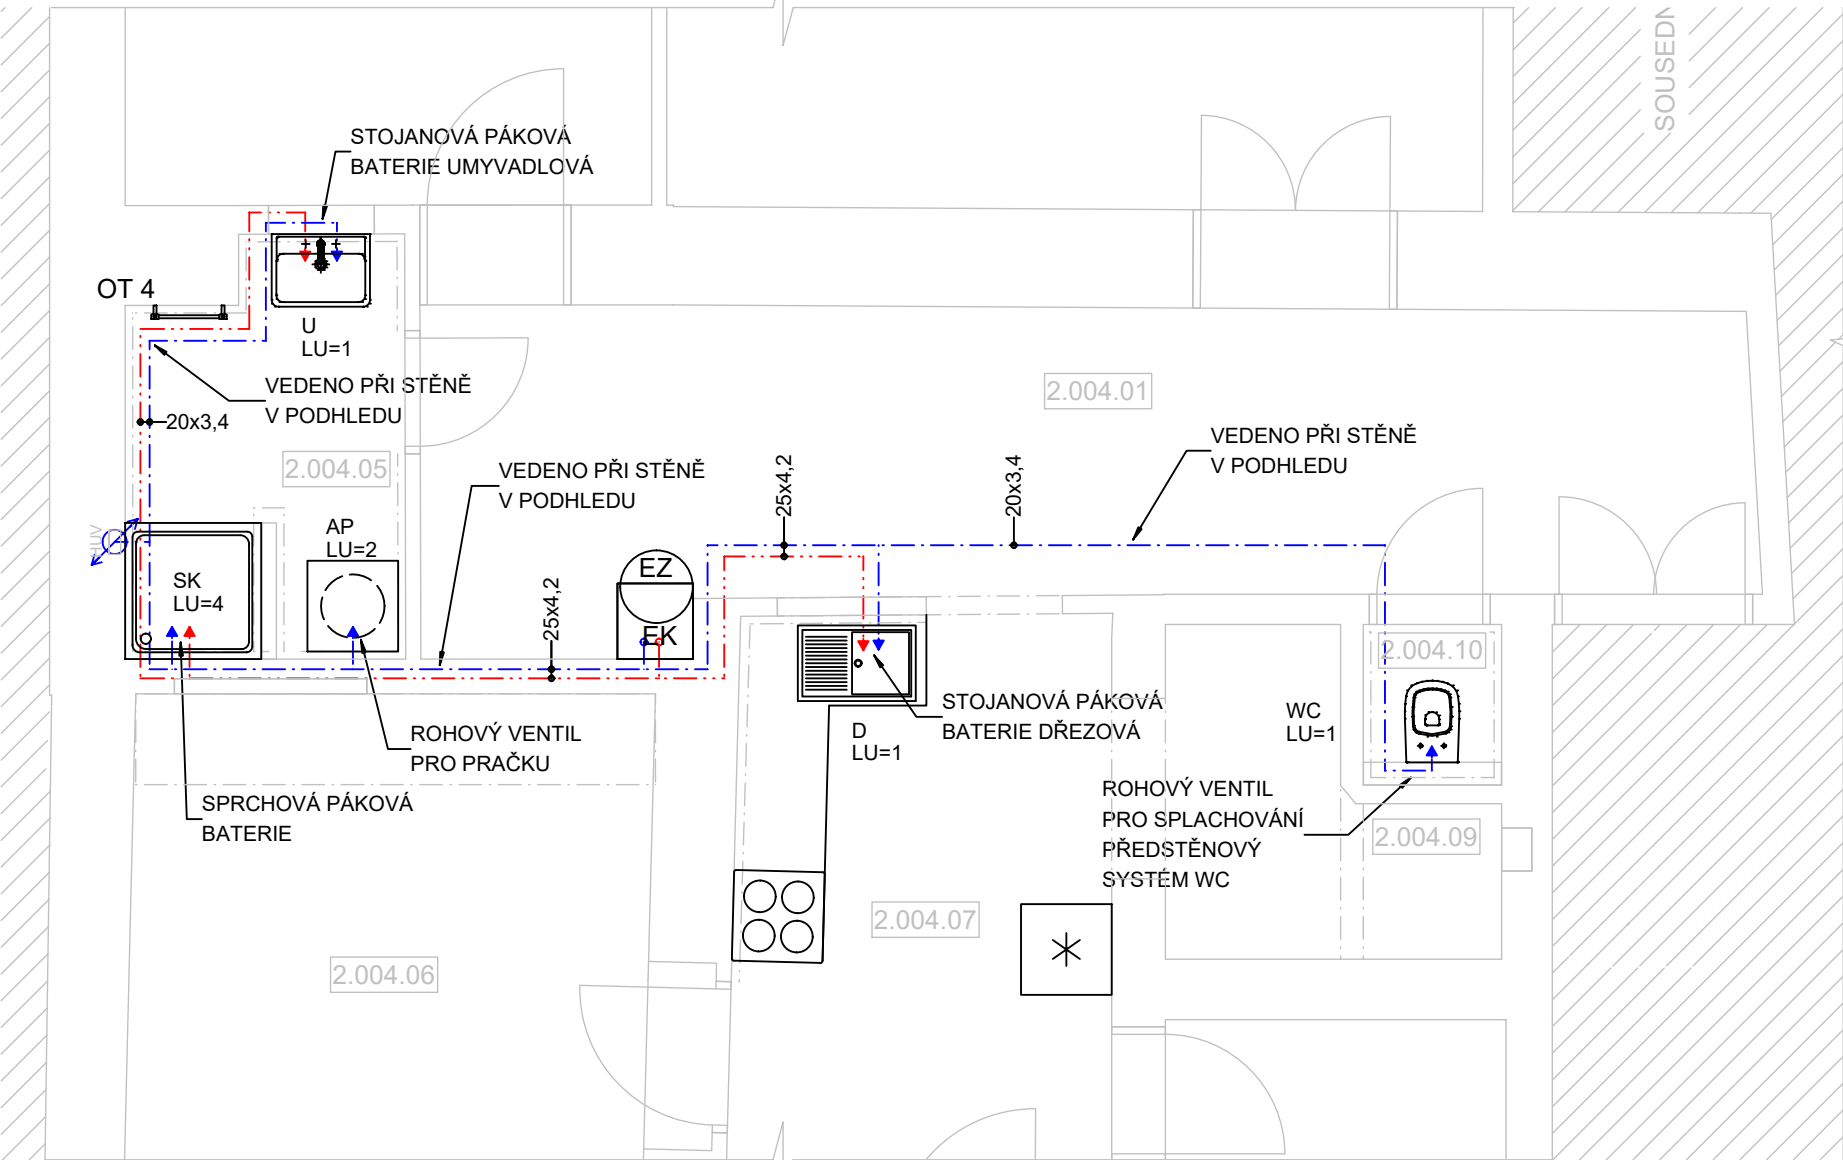 SOUSEDN
STOJANOVÁ PÁKOVÁ
BATERIE UMYVADLOVÁ
OT 4
U
LU=1
VEDENO PŘI STĚNĚ
V PODHLEDU
20x3,4
2.004.01
2.004.05
VEDENO PŘI STĚNĚ
V PODHLEDU
25x4,2
20x3,4
VEDENO PŘI STĚNĚ
V PODHLEDU
AP
LU=2
SK
LU=4
25x4,2
EZ
EK
2.004.10
STOJANOVÁ PÁKOVÁ
BATERIE DŘEZOVÁ
D
LU=1
WC
LU=1
ROHOVÝ VENTIL
PRO PRAČKU
SPRCHOVÁ PÁKOVÁ
BATERIE
ROHOVÝ VENTIL
PRO SPLACHOVÁNÍ
PŘEDSTĚNOVÝ
SYSTÉM WC
2.004.09
2.004.07
2.004.06